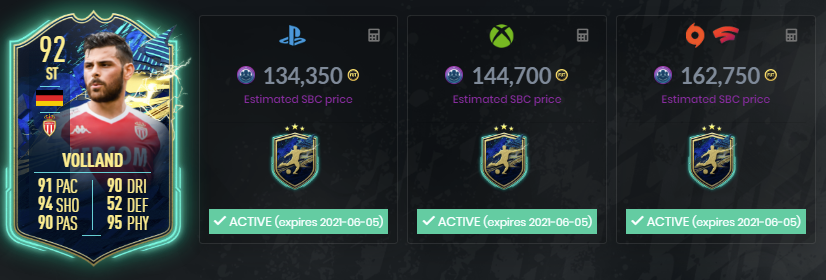 92
ST
VOLLAND
91 PAC 90 DRI
94 SHO 52 DEF
90 PAS 95 PHY
134,350
Estimated SBC price
ACTIVE (expires 2021-06-05)
144,700
Estimated SBC price
ACTIVE (expires 2021-06-05)
162,750
Estimated SBC price
ACTIVE (expires 2021-06-05)